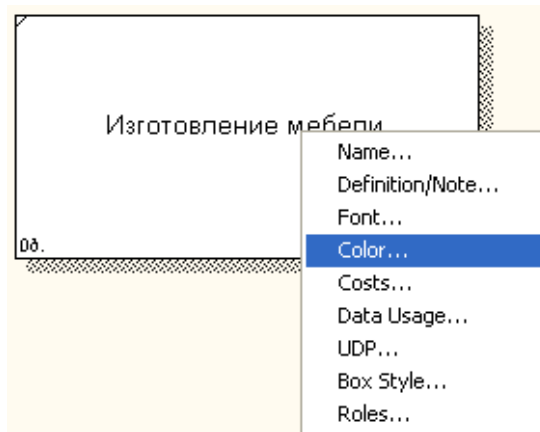 Изготовление мебели
Name...
Definition/Note...
Font...
0д.
Color...
Costs...
Data Usage...
UDP...
Box Style...
Roles...